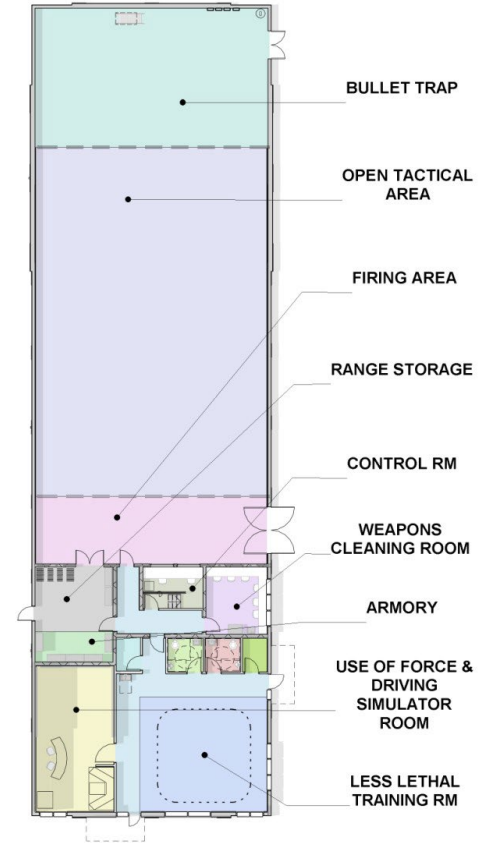 BULLET TRAP
OPEN TACTICAL
AREA
FIRING AREA
RANGE STORAGE
CONTROL RM
WEAPONS
CLEANING ROOM
ARMORY
USE OF FORCE &
DRIVING
SIMULATOR
ROOM
LESS LETHAL
TRAINING RM